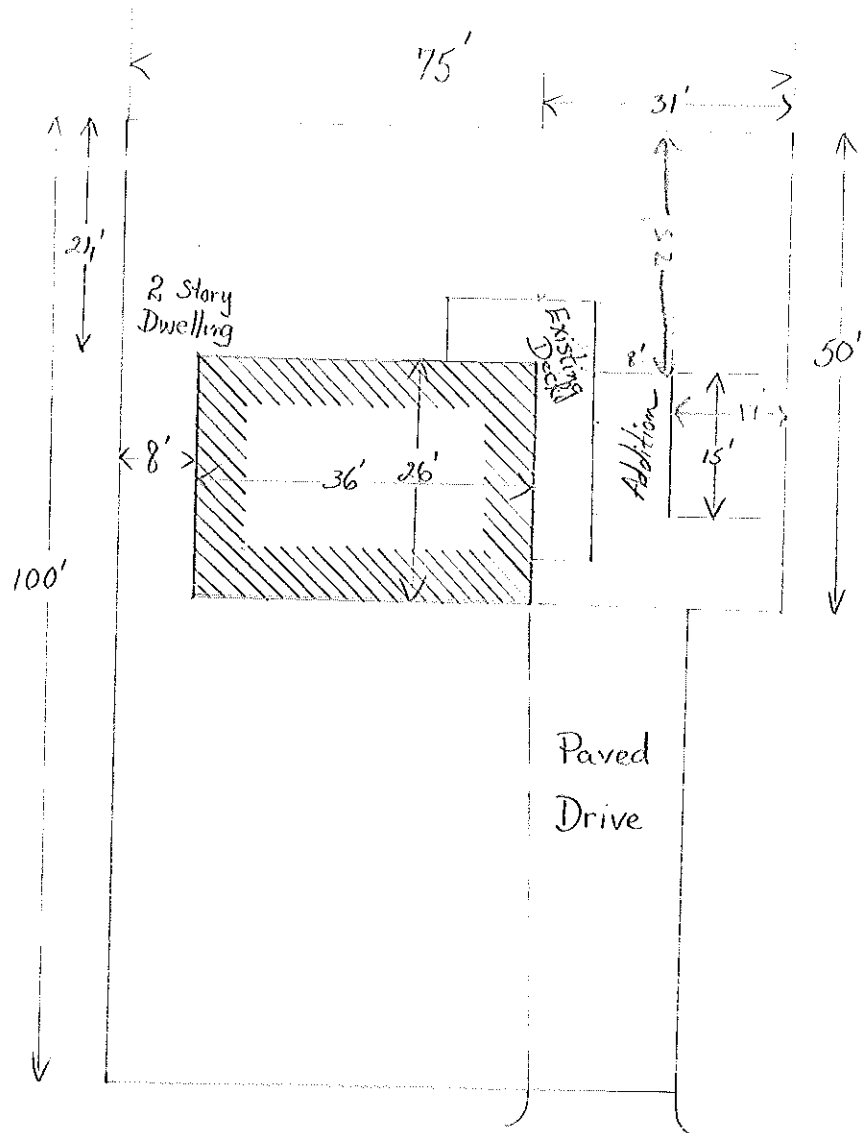 75'
31'
24'
25'
2 Story
Dwelling
Existing
Deck
8'
50'
Addition
11'
15'
8'
36'
26'
100'
Paved
Drive